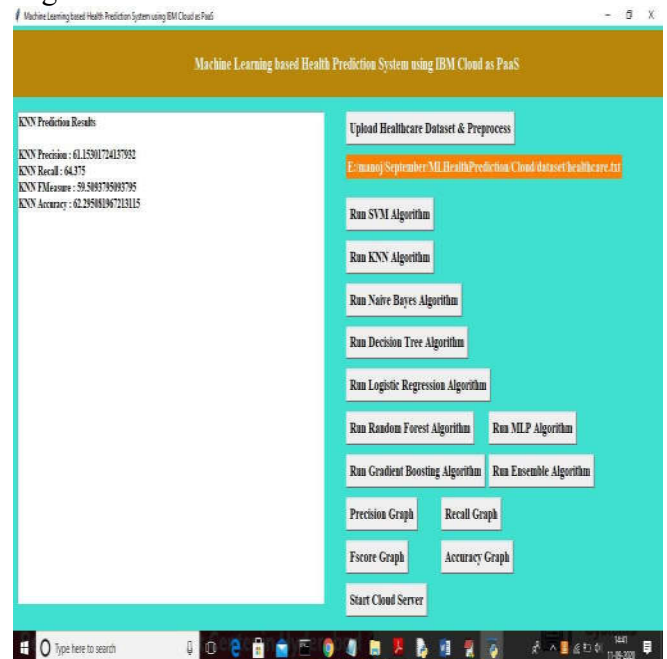 Machine Learning based Health Prediction System using IBM Cloud as PaaS
Machine Learning based Health Prediction System using IBM Cloud as PaaS
KNN Prediction Results
KNN Precision : 61.15301724137932
KNN Recall : 64.375
KNN FMeasure : 59.5093795093795
KNN Accuracy : 62.295081967213115
Upload Healthcare Dataset & Preprocess
E:/manoj/September/MLHealthPrediction/Cloud/dataset/healthcare.txt
Run SVM Algorithm
Run KNN Algorithm
Run Naive Bayes Algorithm
Run Decision Tree Algorithm
Run Logistic Regression Algorithm
Run Random Forest Algorithm
Run MLP Algorithm
Run Gradient Boosting Algorithm
Run Ensemble Algorithm
Precision Graph
Recall Graph
Fscore Graph
Accuracy Graph
Start Cloud Server
Type here to search
14:41
11-09-2020